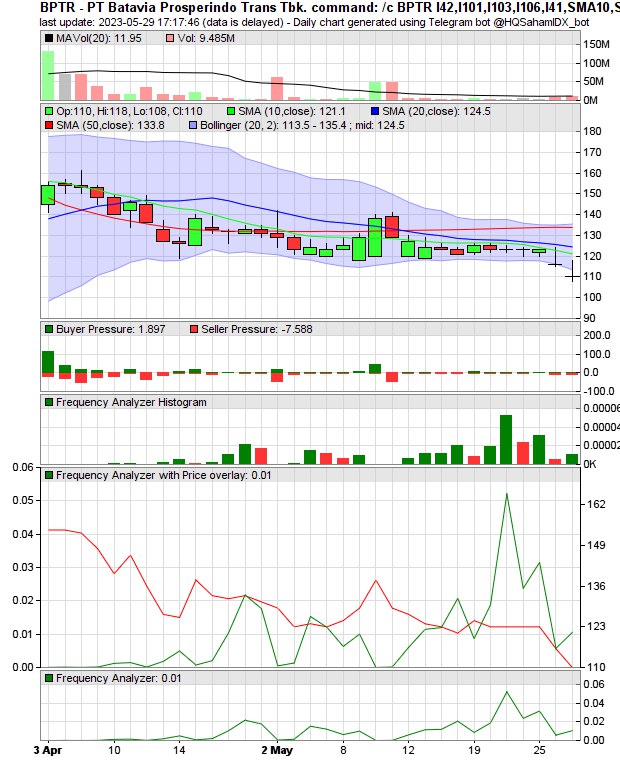 BPTR - PT Batavia Prosperindo Trans Tbk. command: /c BPTR I42,I101,I103,I106,I41,SMA10,S
last update: 2023-05-29 17:17:46 (data is delayed) - Daily chart generated using Telegram bot @HQSahamIDX_bot
MAVol(20): 11.95 Vol: 9.485M
150M
100M
50M
0M
Op:110, Hi:118, Lo:108, Cl:110 SMA (10,close): 121.1 SMA (20,close): 124.5
SMA (50,close): 133.8 Bollinger (20, 2): 113.5 - 135.4 ; mid: 124.5
180
170
160
150
140
130
120
110
100
90
Buyer Pressure: 1.897 Seller Pressure: -7.588
200.0
100.0
0.0
-100.0
Frequency Analyzer Histogram
0.00006
0.00004
0.00002
0K
Frequency Analyzer with Price overlay: 0.01
0.06
0.05
0.04
0.03
0.02
0.01
0.00
162
149
136
123
110
Frequency Analyzer: 0.01
0.06
0.04
0.02
0.00
3 Apr 10 14 2 May 8 12 19 25